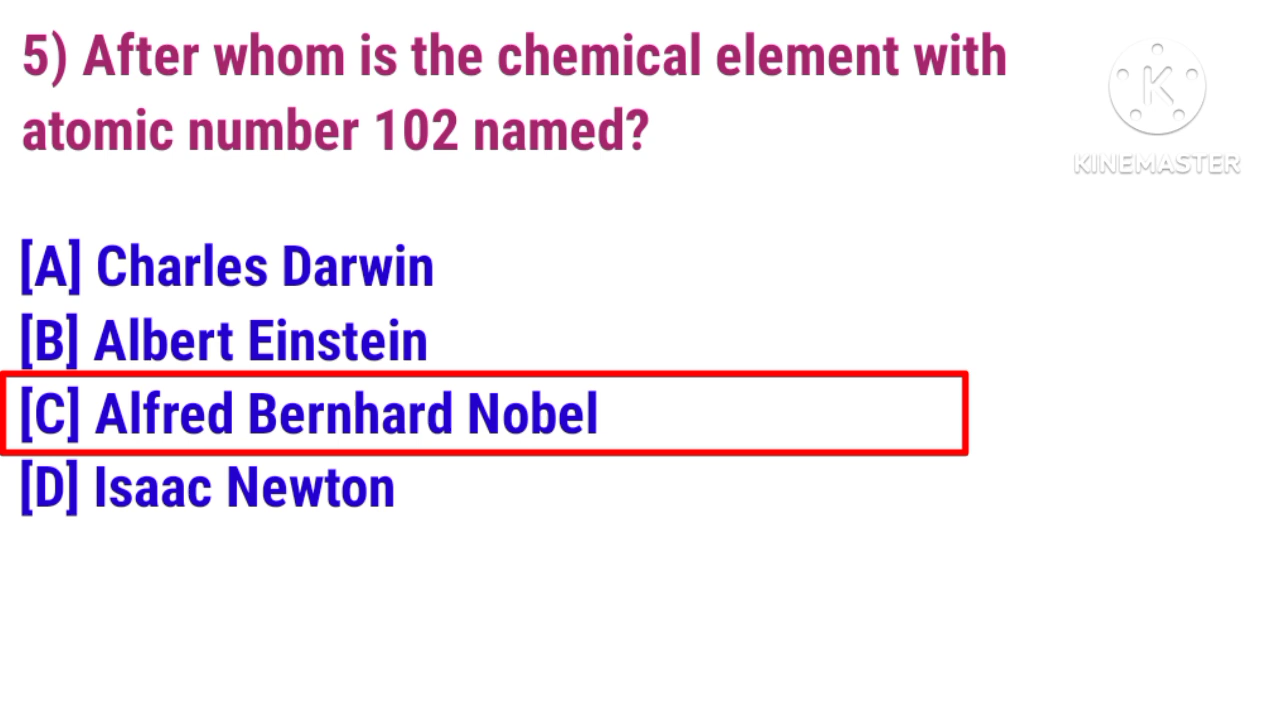 5) After whom is the chemical element with
atomic number 102 named?
K
KINEMASTER
[A] Charles Darwin
[B] Albert Einstein
[C] Alfred Bernhard Nobel
[D] Isaac Newton